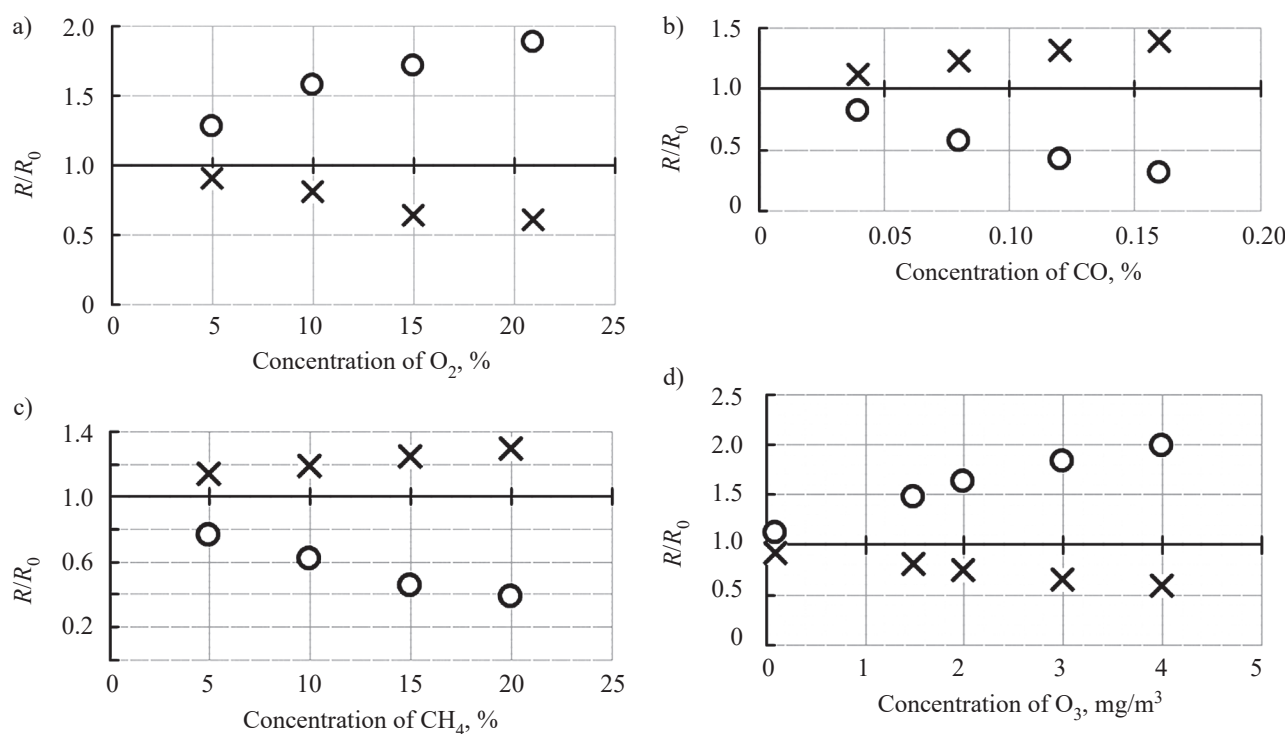 a)
2.0
1.5
1.0
0.5
0
R/R0
0 5 10 15 20 25
Concentration of O2, %
b)
1.5
1.0
0.5
0
R/R0
0 0.05 0.10 0.15 0.20
Concentration of CO, %
c)
1.4
1.0
0.6
0.2
R/R0
0 5 10 15 20 25
Concentration of CH4, %
d)
2.5
2.0
1.5
1.0
0.5
0
R/R0
0 1 2 3 4 5
Concentration of O3, mg/m3